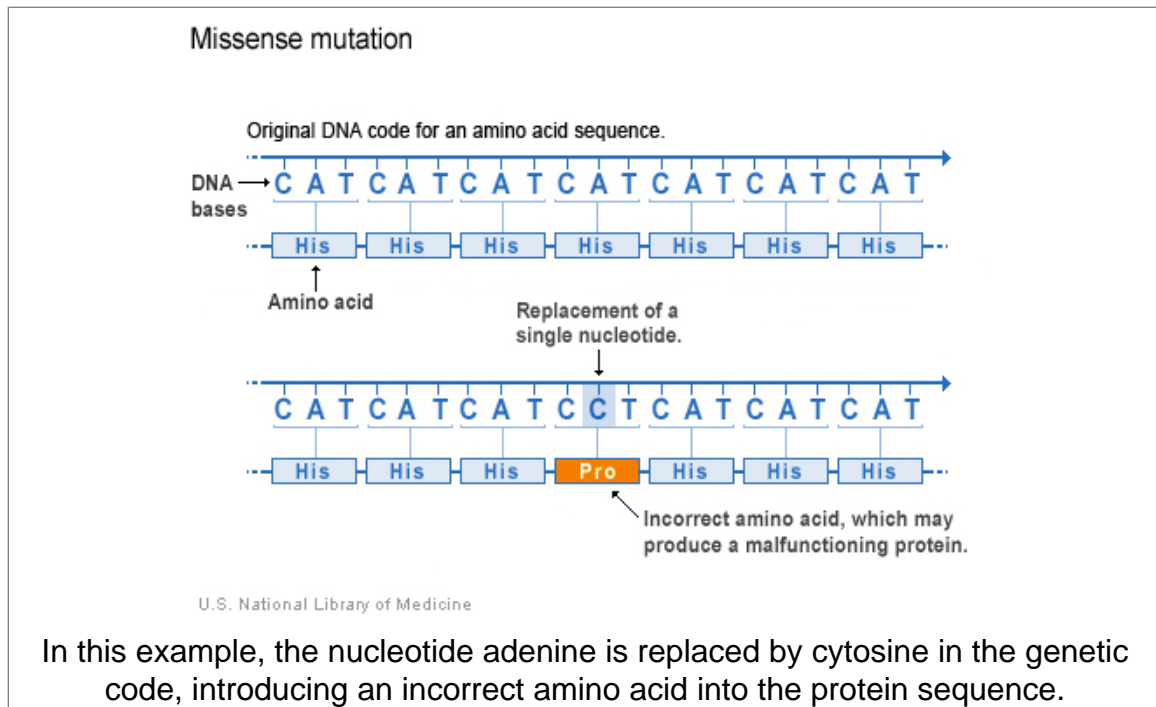 Missense mutation
Original DNA code for an amino acid sequence.
DNA
bases
C A T C A T C A T C A T C A T C A T C A T
His His His His His His His
Amino acid
Replacement of a
single nucleotide.
C A T C A T C A T C C T C A T C A T C A T
His His His Pro His His His
Incorrect amino acid, which may
produce a malfunctioning protein.
U.S. National Library of Medicine
In this example, the nucleotide adenine is replaced by cytosine in the genetic
code, introducing an incorrect amino acid into the protein sequence.